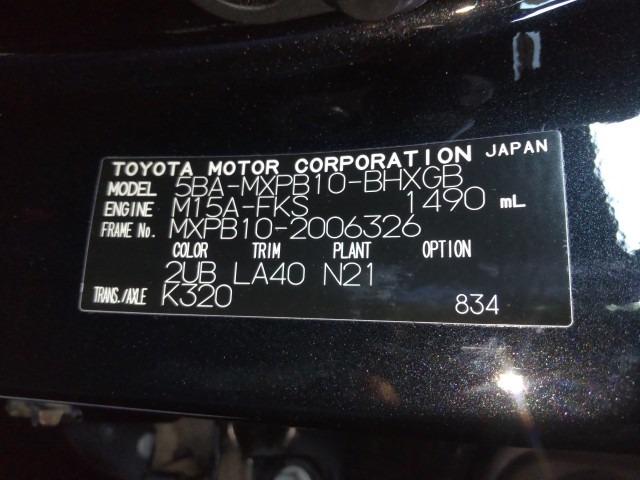 TOYOTA MOTOR CORPORATION JAPAN
MODEL 5BA-MXPB10-BHXGB
ENGINE M15A-FKS 1490 mL
FRAME No. MXPB10-2006326
COLOR TRIM PLANT OPTION
2UB LA40 N21
TRANS./AXLE K320
834